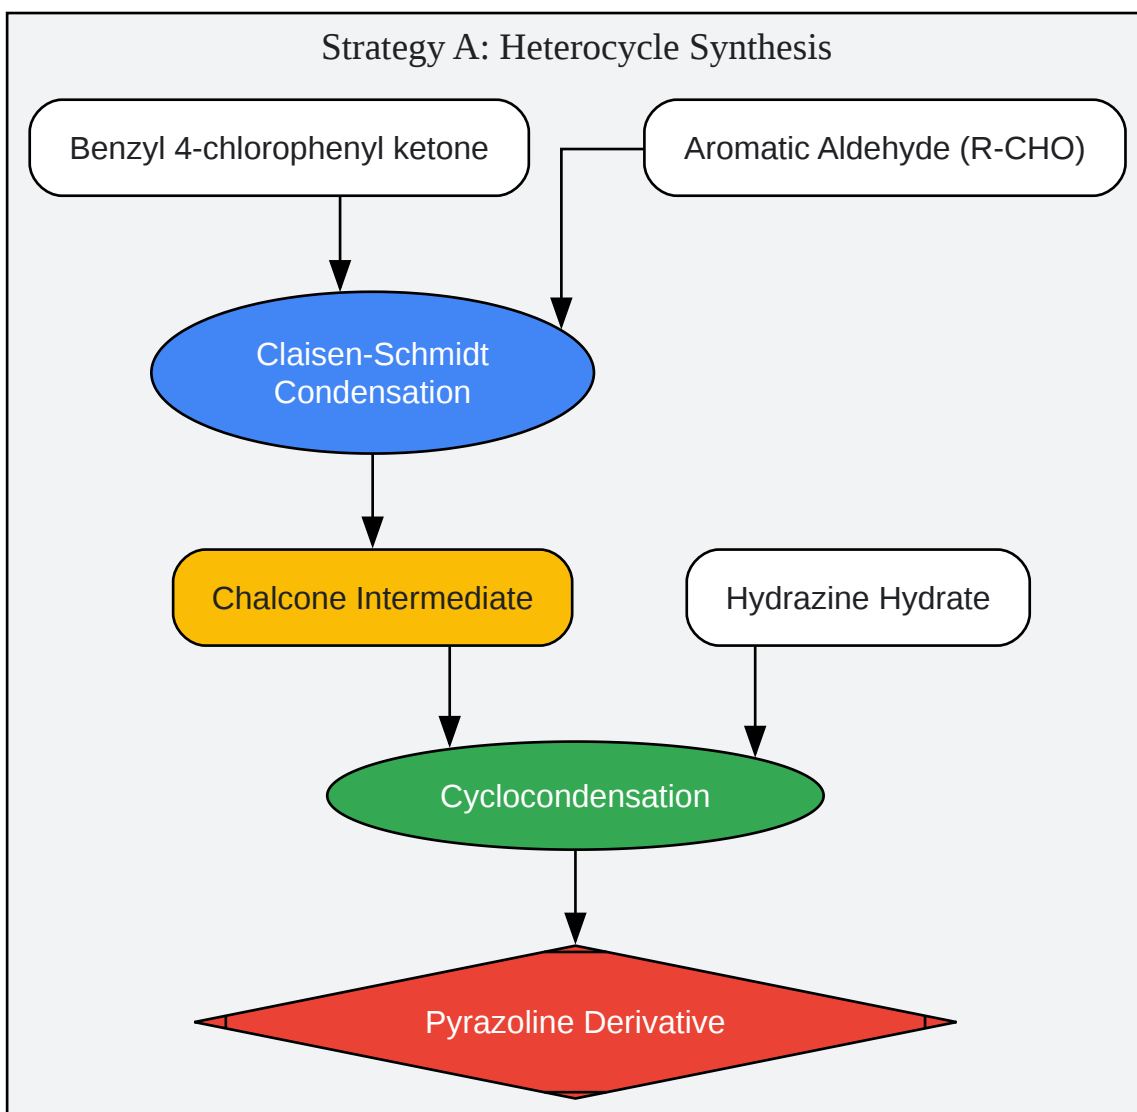 Strategy A: Heterocycle Synthesis
Benzyl 4-chlorophenyl ketone
Aromatic Aldehyde (R-CHO)
Claisen-Schmidt
Condensation
Chalcone Intermediate
Hydrazine Hydrate
Cyclocondensation
Pyrazoline Derivative